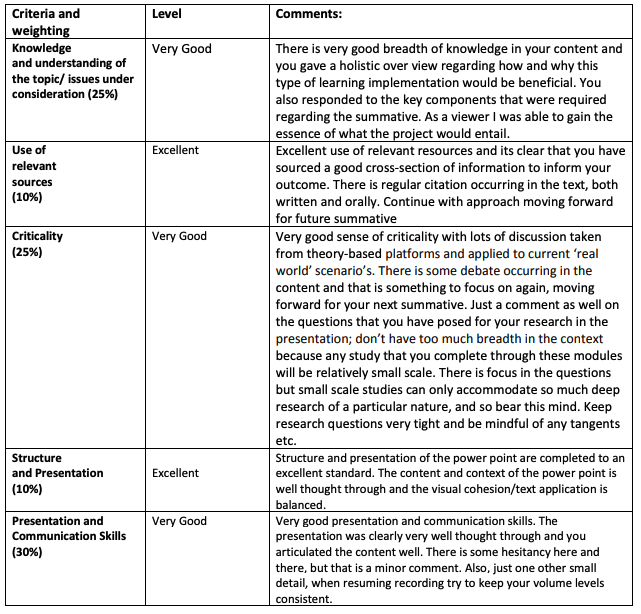 Criteria and
weighting
Level
Comments:
Knowledge
and understanding of
the topic/ issues under
consideration (25%)
Very Good
There is very good breadth of knowledge in your content and
you gave a holistic over view regarding how and why this
type of learning implementation would be beneficial. You
also responded to the key components that were required
regarding the summative. As a viewer I was able to gain the
essence of what the project would entail.
Use of
relevant
sources
(10%)
Excellent
Excellent use of relevant resources and its clear that you have
sourced a good cross-section of information to inform your
outcome. There is regular citation occurring in the text, both
written and orally. Continue with approach moving forward
for future summative
Criticality
(25%)
Very Good
Very good sense of criticality with lots of discussion taken
from theory-based platforms and applied to current ‘real
world’ scenario’s. There is some debate occurring in the
content and that is something to focus on again, moving
forward for your next summative. Just a comment as well on
the questions that you have posed for your research in the
presentation; don’t have too much breadth in the context
because any study that you complete through these modules
will be relatively small scale. There is focus in the questions
but small scale studies can only accommodate so much deep
research of a particular nature, and so bear this mind. Keep
research questions very tight and be mindful of any tangents
etc.
Structure
and Presentation
(10%)
Excellent
Structure and presentation of the power point are completed to an
excellent standard. The content and context of the power point is
well thought through and the visual cohesion/text application is
balanced.
Presentation and
Communication Skills
(30%)
Very Good
Very good presentation and communication skills. The
presentation was clearly very well thought through and you
articulated the content well. There is some hesitancy here and
there, but that is a minor comment. Also, just one other small
detail, when resuming recording try to keep your volume levels
consistent.